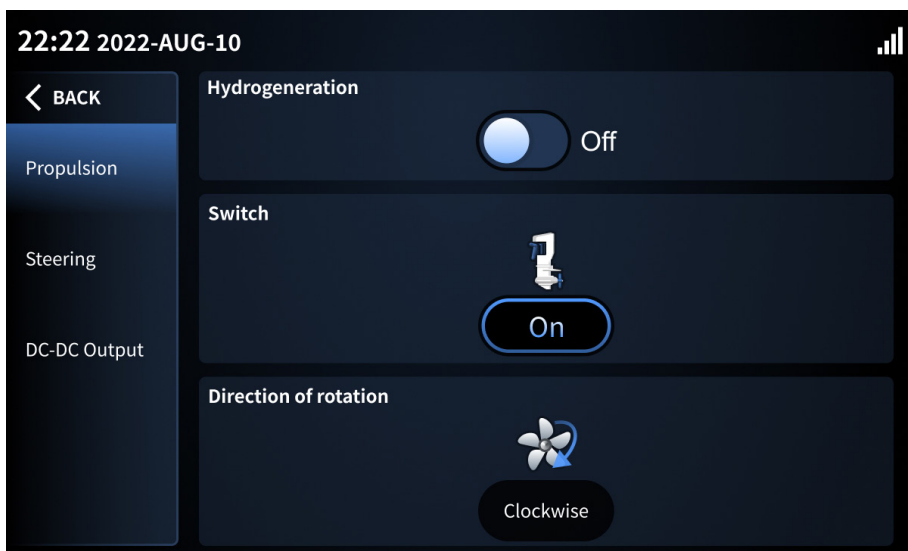 22:22 2022-AUG-10
BACK
Propulsion
Steering
DC-DC Output
Hydrogeneration
Off
Switch
On
Direction of rotation
Clockwise